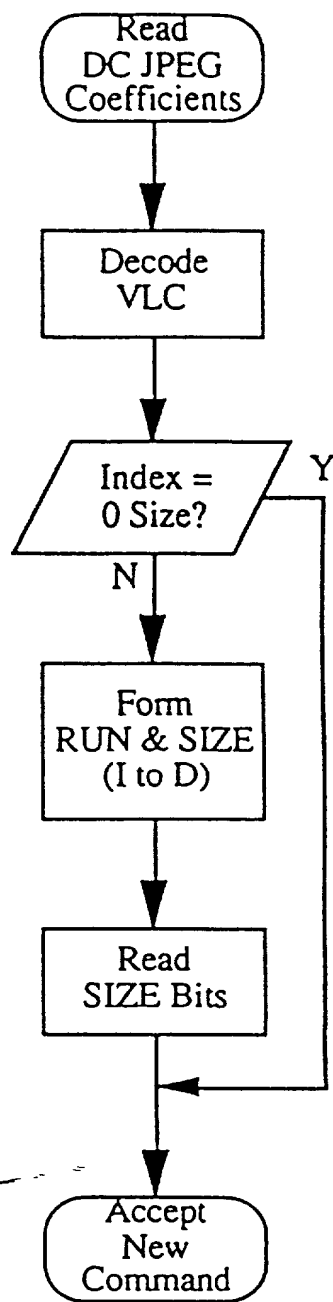 Read
DC JPEG
Coefficients
Decode
VLC
Index =
0 Size?
Y
N
Form
RUN & SIZE
(I to D)
Read
SIZE Bits
Accept
New
Command